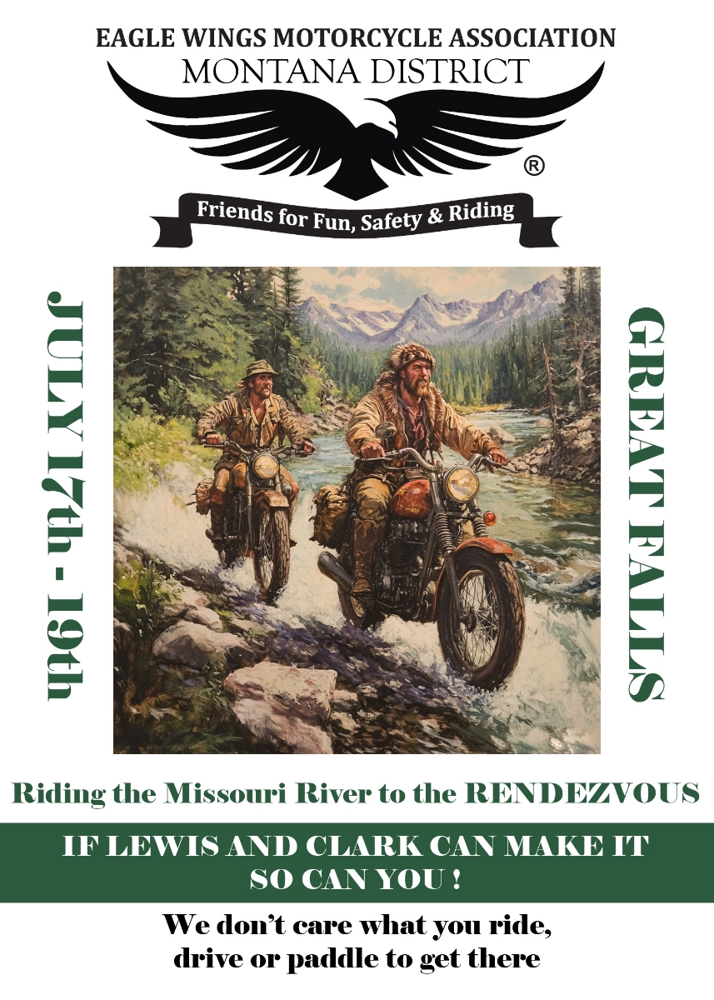 EAGLE WINGS MOTORCYCLE ASSOCIATION
MONTANA DISTRICT
®
Friends for Fun, Safety & Riding
JULY 17th - 19th
GREAT FALLS
Riding the Missouri River to the RENDEZVOUS
IF LEWIS AND CLARK CAN MAKE IT
SO CAN YOU !
We don't care what you ride,
drive or paddle to get there